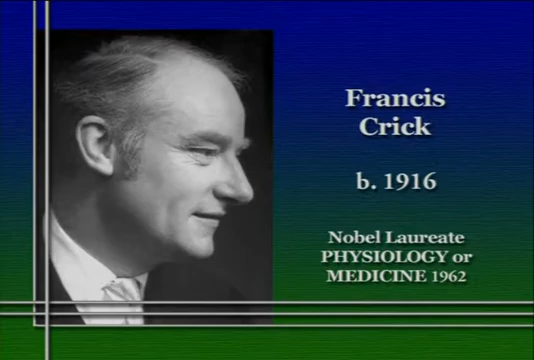 Francis
Crick
b. 1916
Nobel Laureate
PHYSIOLOGY or
MEDICINE 1962